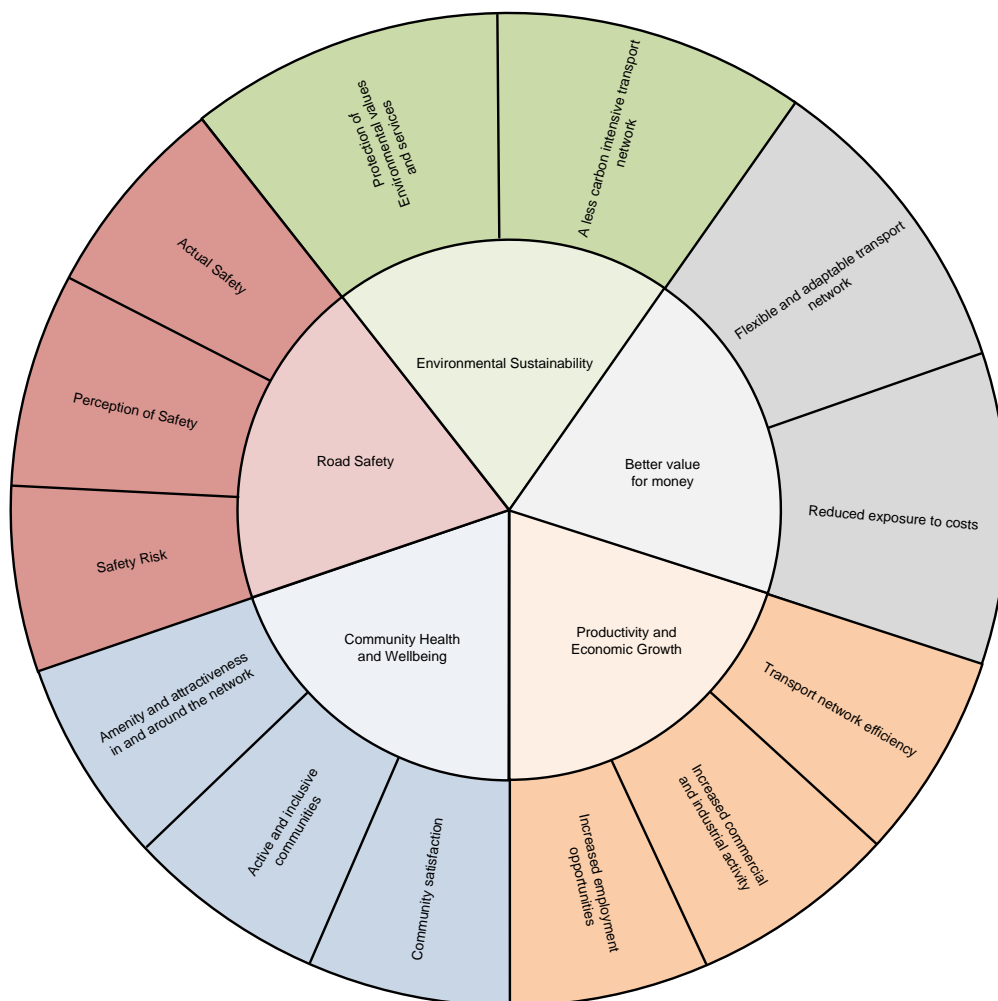 Protection of
Environmental values
and services
A less carbon intensive transport
network
Actual Safety
Flexible and adaptable transport
network
Environmental Sustainability
Perception of Safety
Road Safety
Better value
for money
Reduced exposure to costs
Safety Risk
Community Health
and Wellbeing
Productivity and
Economic Growth
Amenity and attractiveness
in and around the network
Transport network efficiency
Active and inclusive
communities
Increased commercial
and industrial activity
Community satisfaction
Increased employment
opportunities